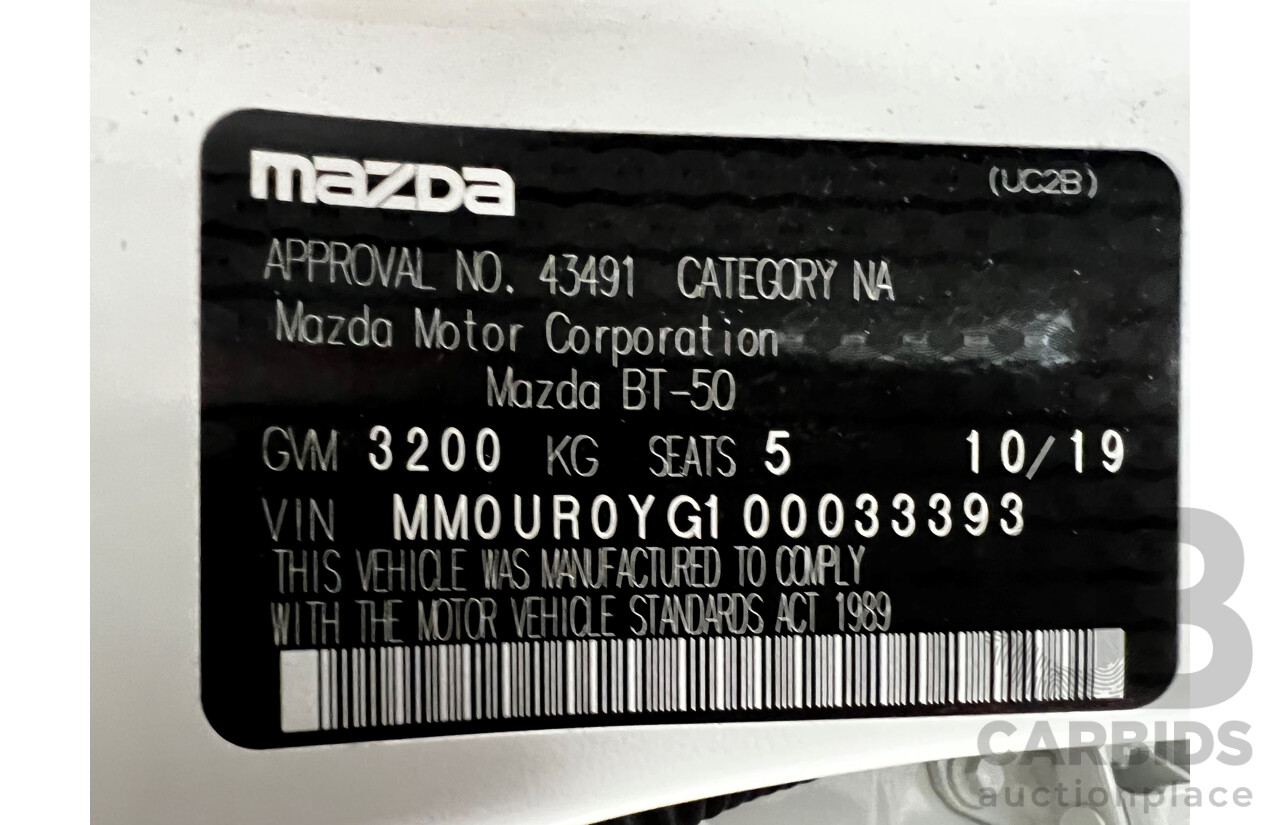 mazda (UC2B)
APPROVAL NO. 43491 CATEGORY NA
Mazda Motor Corporation
Mazda BT-50
GVM 3200 KG SEATS 5 10/19
VIN MM0UR0YG100033393
THIS VEHICLE WAS MANUFACTURED TO COMPLY
WITH THE MOTOR VEHICLE STANDARDS ACT 1989
B
CARBIDS
auctionplace